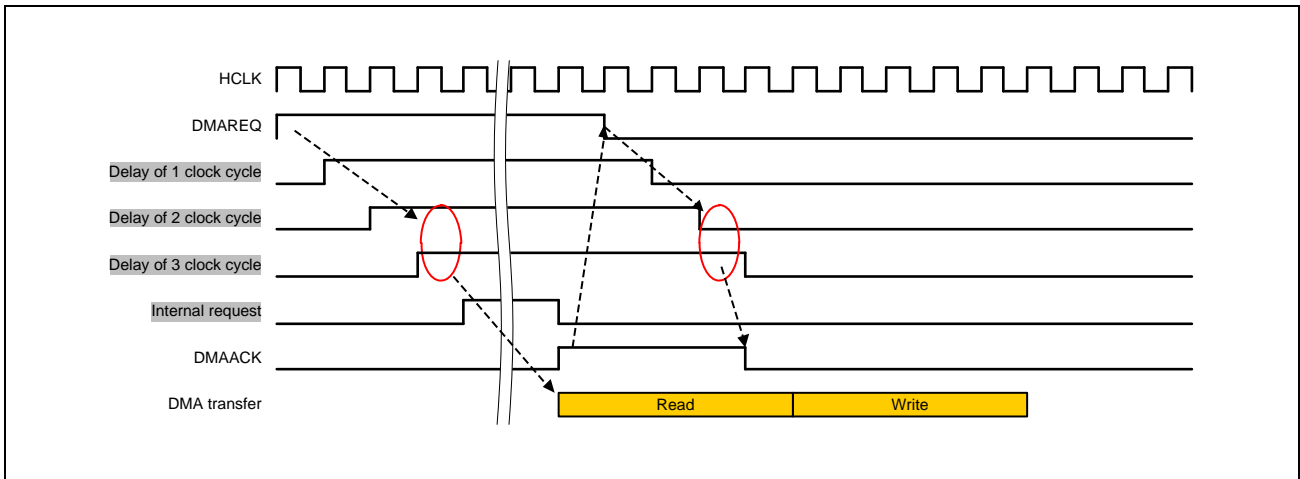 HCLK
DMAREQ
Delay of 1 clock cycle
Delay of 2 clock cycle
Delay of 3 clock cycle
Internal request
DMAACK
DMA transfer
Read
Write